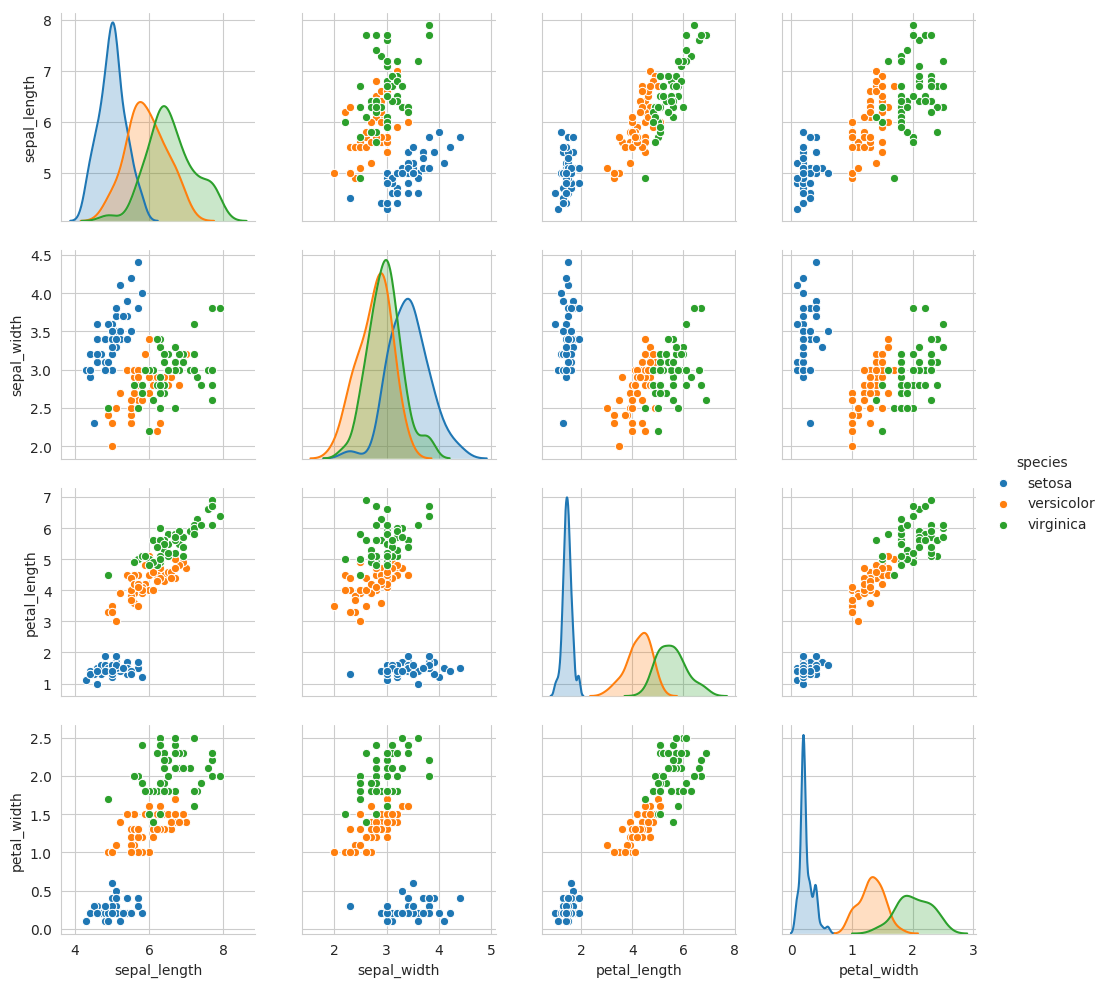 8
7
6
5
sepal_length
4.5
4.0
3.5
3.0
2.5
2.0
sepal_width
species
setosa
versicolor
virginica
7
6
5
4
3
2
1
petal_length
2.5
2.0
1.5
1.0
0.5
0.0
petal_width
4 6 8
sepal_length
2 3 4 5
sepal_width
2 4 6 8
petal_length
0 1 2 3
petal_width